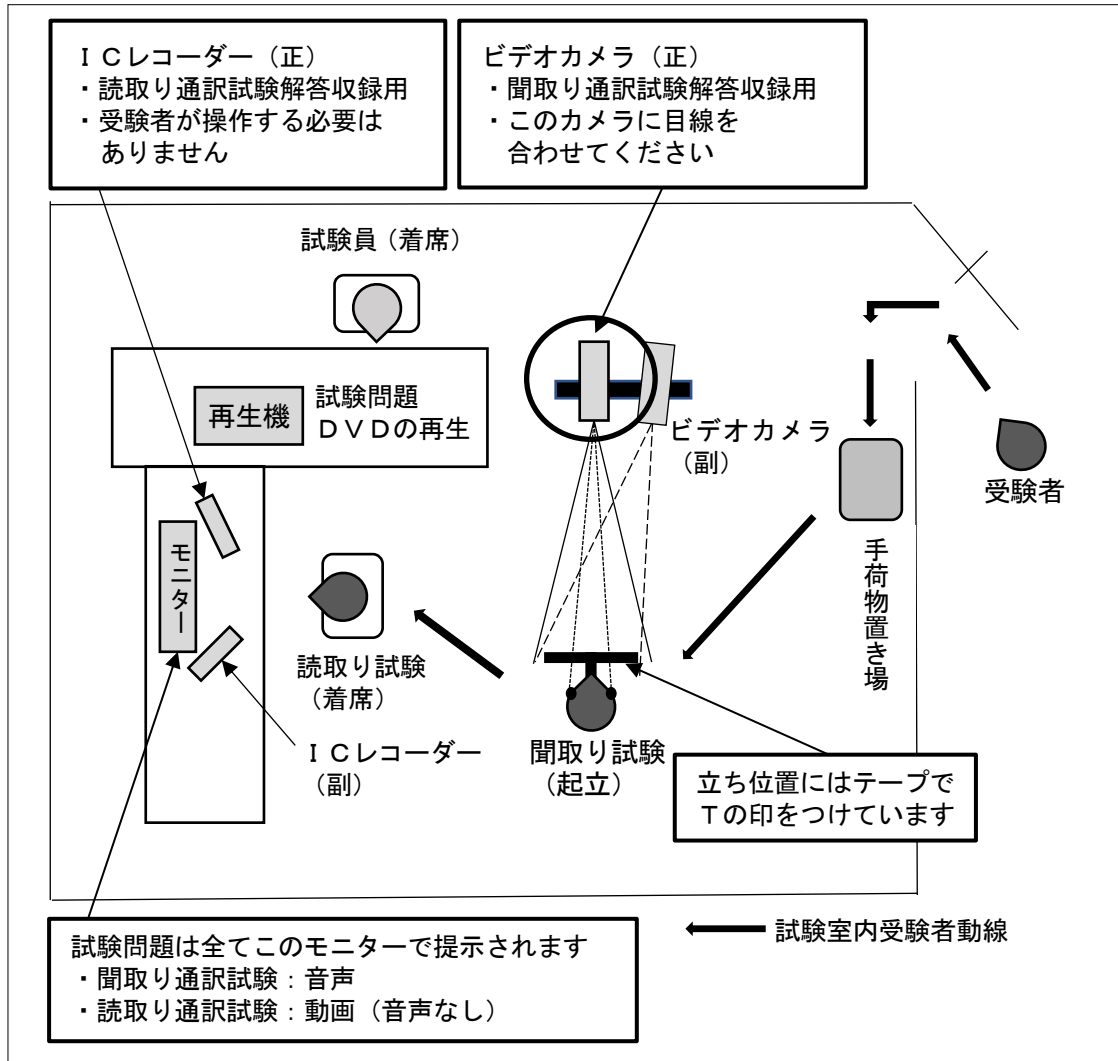 ＩＣレコーダー（正）
・読取り通訳試験解答収録用
・受験者が操作する必要は
ありません
ビデオカメラ（正）
・聞取り通訳試験解答収録用
・このカメラに目線を
合わせてください
試験員（着席）
再生機
試験問題
ＤＶＤの再生
ビデオカメラ
（副）
受験者
手荷物置き場
モニター
読取り試験
（着席）
ＩＣレコーダー
（副）
聞取り試験
（起立）
立ち位置にはテープで
Ｔの印をつけています
試験室内受験者動線
試験問題は全てこのモニターで提示されます
・聞取り通訳試験：音声
・読取り通訳試験：動画（音声なし）